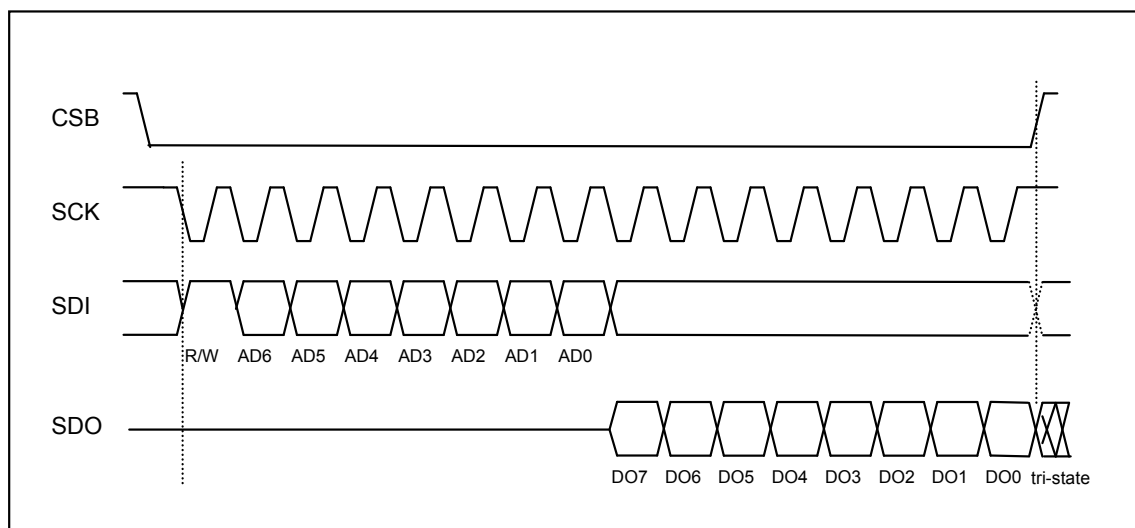 CSB
SCK
SDI
R/W AD6 AD5 AD4 AD3 AD2 AD1 AD0
SDO
DO7 DO6 DO5 DO4 DO3 DO2 DO1 DO0 tri-state